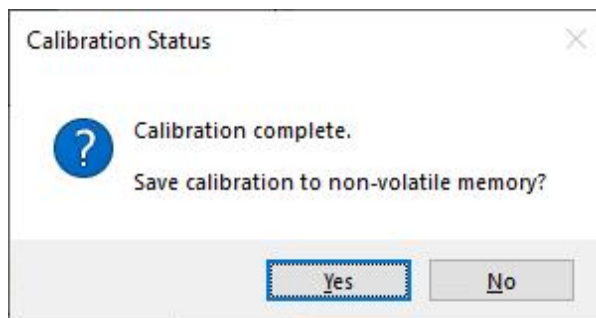 Calibration Status
?
Calibration complete.
Save calibration to non-volatile memory?
Yes No